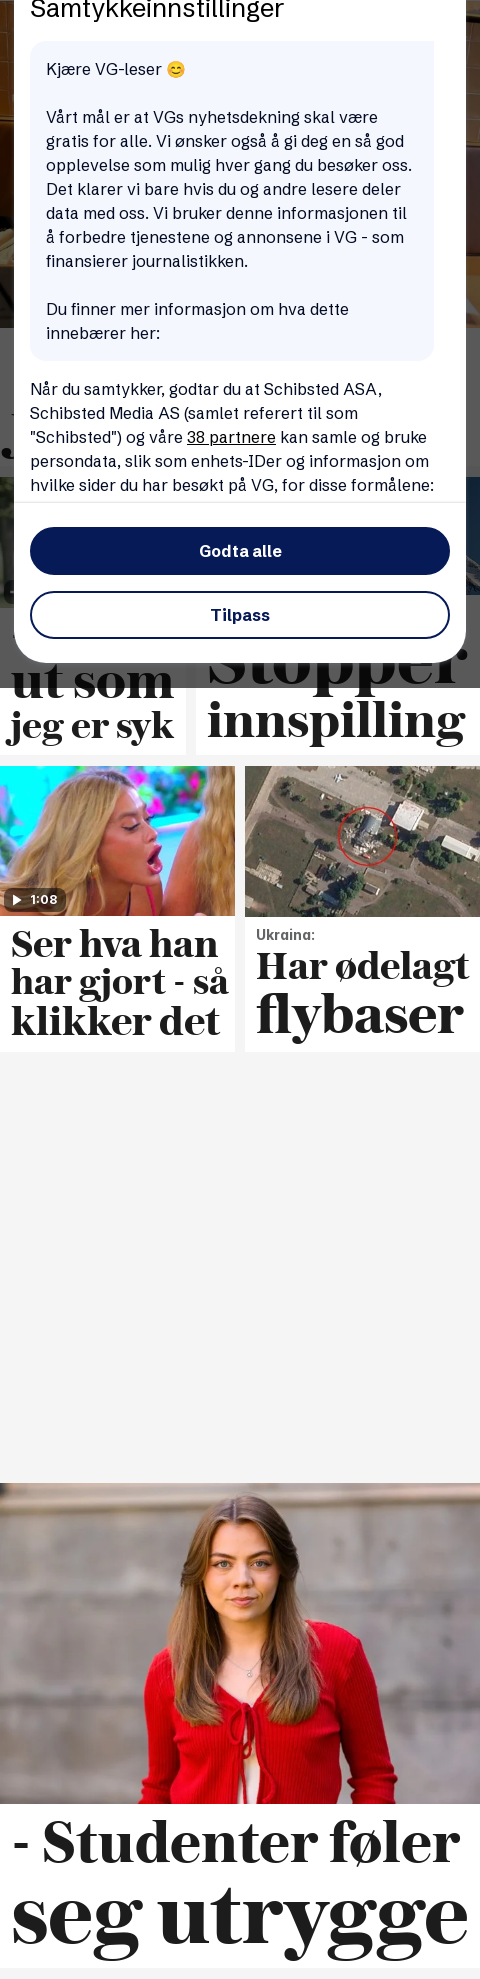 Samtykkeinnstillinger
Kjære VG-leser 😊
Vårt mål er at VGs nyhetsdekning skal være
gratis for alle. Vi ønsker også å gi deg en så god
opplevelse som mulig hver gang du besøker oss.
Det klarer vi bare hvis du og andre lesere deler
data med oss. Vi bruker denne informasjonen til
å forbedre tjenestene og annonsene i VG - som
finansierer journalistikken.
Du finner mer informasjon om hva dette
innebærer her:
Når du samtykker, godtar du at Schibsted ASA,
Schibsted Media AS (samlet referert til som
"Schibsted") og våre 38 partnere kan samle og bruke
persondata, slik som enhets-IDer og informasjon om
hvilke sider du har besøkt på VG, for disse formålene:
Godta alle
Tilpass
ut som
jeg er syk
Stopper
innspilling
1:08
Ser hva han
har gjort - så
klikker det
Ukraina:
Har ødelagt
flybaser
- Studenter føler
seg utrygge